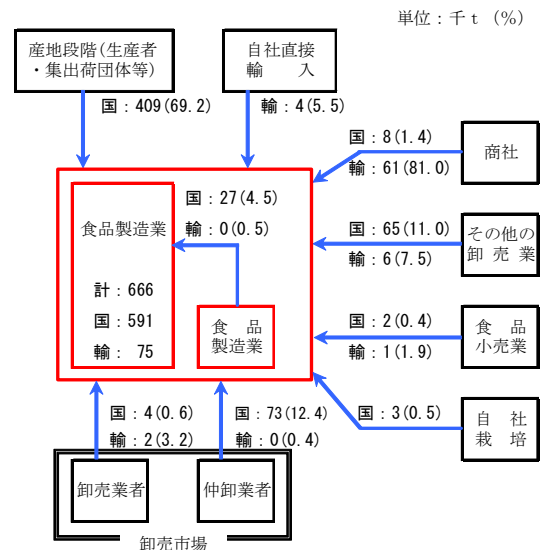 単位：千ｔ（%）
産地段階(生産者
・集出荷団体等)
自社直接
輸　入
国：409(69.2)
輸：4(5.5)
国：8(1.4)
輸：61(81.0)
商社
国：27(4.5)
輸：0(0.5)
食品製造業
計：666
国：591
輸： 75
食　品
製造業
国：65(11.0)
輸：6(7.5)
その他の
卸 売 業
国：2(0.4)
輸：1(1.9)
食　品
小売業
国：3(0.5)
自　社
栽　培
国：4(0.6)
輸：2(3.2)
国：73(12.4)
輸：0(0.4)
卸売業者
仲卸業者
卸売市場